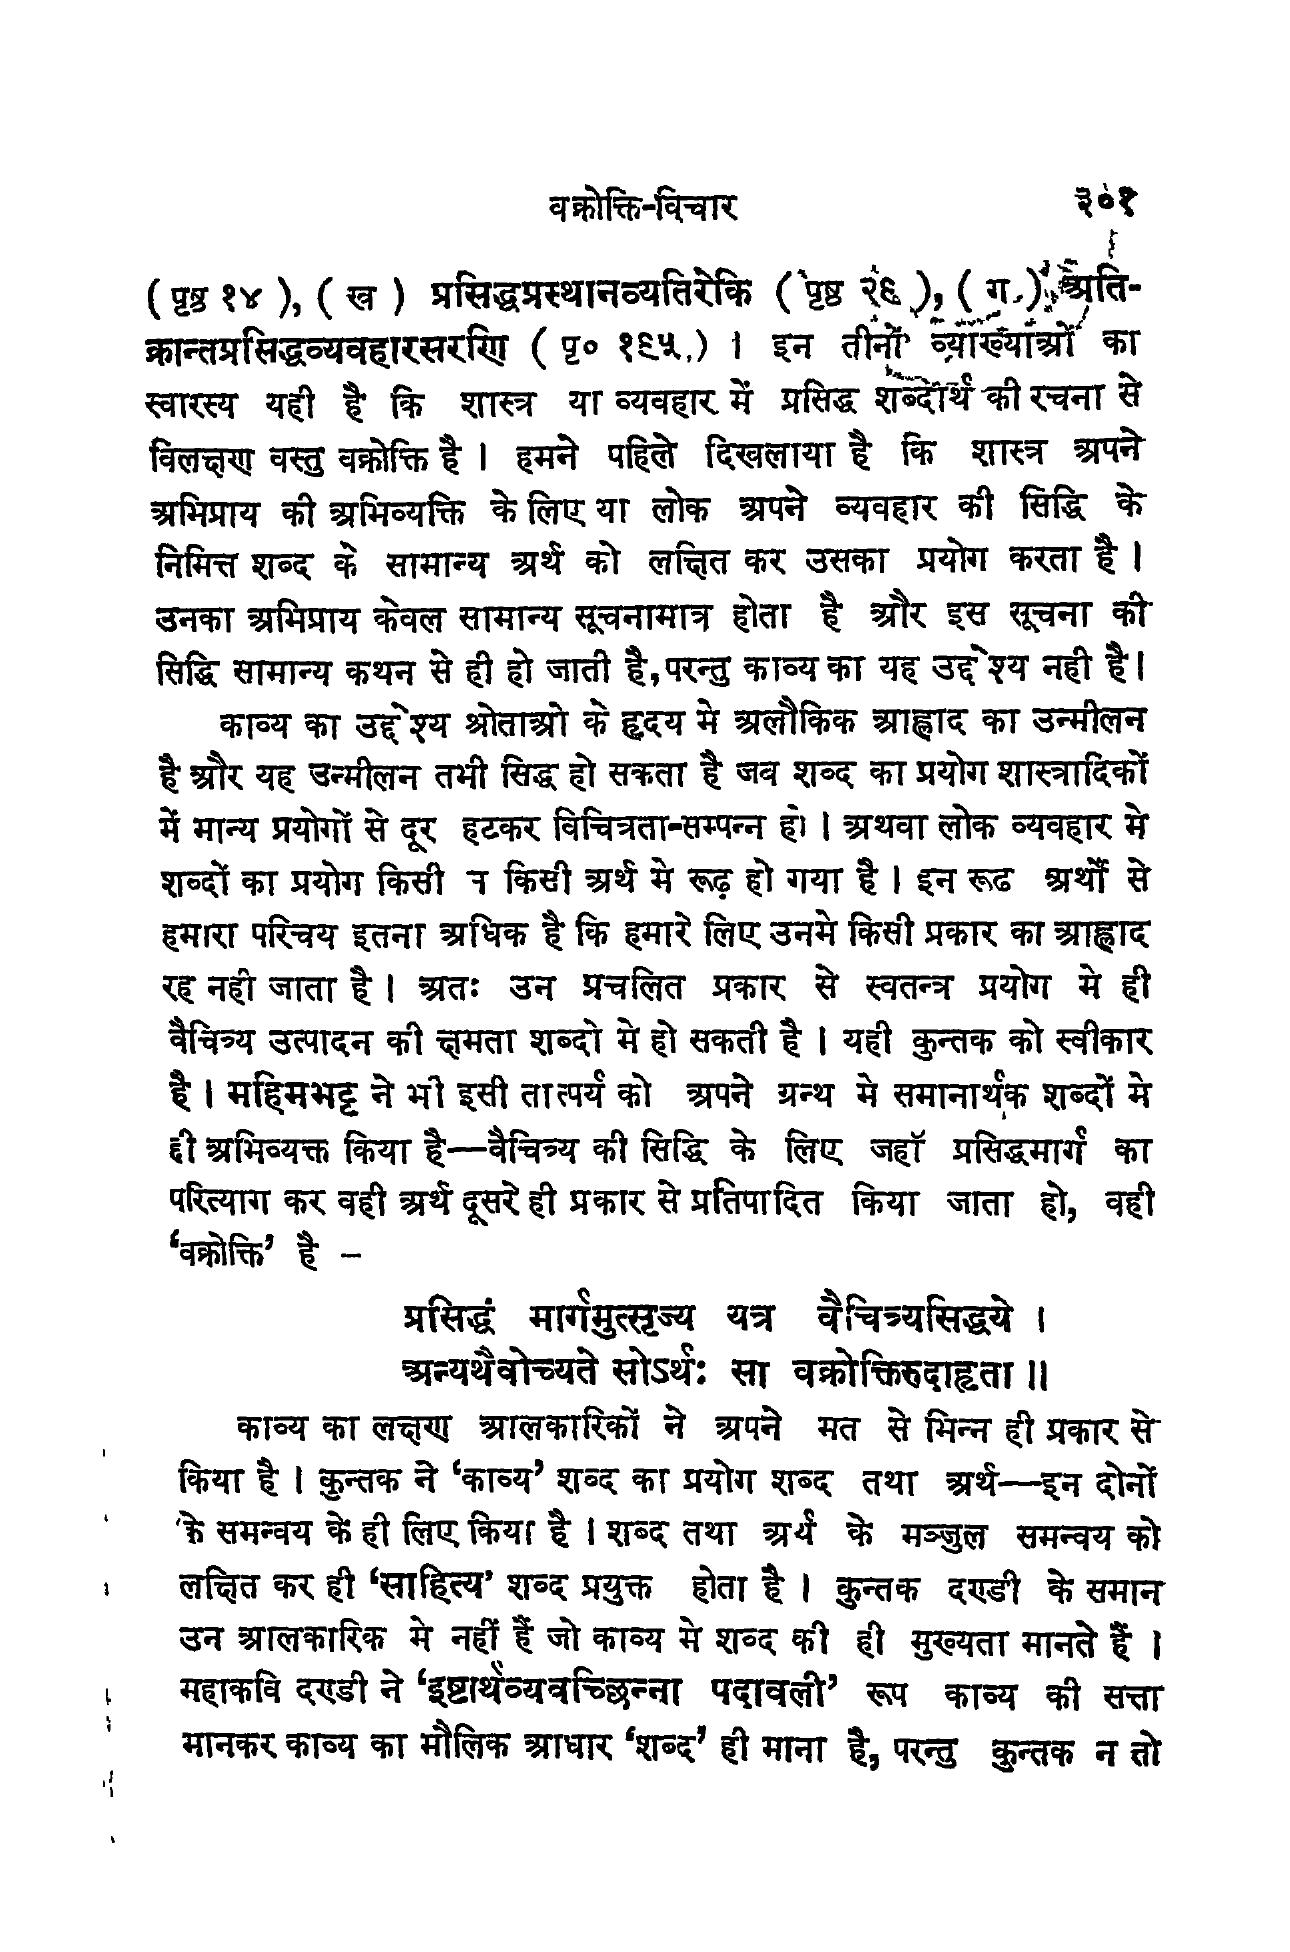 वक्रोक्ति-विचार ३०१
( पृष्ठ १४ ), ( ख ) प्रसिद्धप्रस्थानव्यतिरेकि ( पृष्ठ २६ ), ( ग ) अति-
क्रान्तप्रसिद्धव्यवहारसरणि ( पृ० १६५ ) । इन तीनों व्याख्याओं का
स्वारस्य यही है कि शास्त्र या व्यवहार में प्रसिद्ध शब्दार्थ की रचना से
विलक्षण वस्तु वक्रोक्ति है । हमने पहिले दिखलाया है कि शास्त्र अपने
अभिप्राय की अभिव्यक्ति के लिए या लोक अपने व्यवहार की सिद्धि के
निमित्त शब्द के सामान्य अर्थ को लक्षित कर उसका प्रयोग करता है ।
उनका अभिप्राय केवल सामान्य सूचनामात्र होता है और इस सूचना की
सिद्धि सामान्य कथन से ही हो जाती है, परन्तु काव्य का यह उद्देश्य नही है।
काव्य का उद्देश्य श्रोताओ के हृदय मे अलौकिक आह्लाद का उन्मीलन
है और यह उन्मीलन तभी सिद्ध हो सकता है जब शब्द का प्रयोग शास्त्रादिकों
में मान्य प्रयोगों से दूर हटकर विचित्रता-सम्पन्न हो । अथवा लोक व्यवहार मे
शब्दों का प्रयोग किसी न किसी अर्थ मे रूढ़ हो गया है । इन रूढ अर्थों से
हमारा परिचय इतना अधिक है कि हमारे लिए उनमे किसी प्रकार का आह्लाद
रह नही जाता है । अतः उन प्रचलित प्रकार से स्वतन्त्र प्रयोग मे ही
वैचित्र्य उत्पादन की क्षमता शब्दो मे हो सकती है । यही कुन्तक को स्वीकार
है । महिमभट्ट ने भी इसी तात्पर्य को अपने ग्रन्थ मे समानार्थक शब्दों मे
ही अभिव्यक्त किया है—वैचित्र्य की सिद्धि के लिए जहॉ प्रसिद्धमार्ग का
परित्याग कर वही अर्थ दूसरे ही प्रकार से प्रतिपादित किया जाता हो, वही
‘वक्रोक्ति’ है –
प्रसिद्धं मार्गमुत्सृज्य यत्र वैचित्र्यसिद्धये ।
अन्यथैवोच्यते सोऽर्थः सा वक्रोक्तिरुदाहृता ॥
काव्य का लक्षण आलकारिकों ने अपने मत से भिन्न ही प्रकार से
किया है । कुन्तक ने ‘काव्य’ शब्द का प्रयोग शब्द तथा अर्थ—इन दोनों
के समन्वय के ही लिए किया है । शब्द तथा अर्थ के मञ्जुल समन्वय को
लक्षित कर ही ‘साहित्य’ शब्द प्रयुक्त होता है । कुन्तक दण्डी के समान
उन आलकारिक मे नहीं हैं जो काव्य मे शब्द की ही मुख्यता मानते हैं ।
महाकवि दण्डी ने ‘इष्टार्थव्यवच्छिन्ना पदावली’ रूप काव्य की सत्ता
मानकर काव्य का मौलिक आधार ‘शब्द’ ही माना है, परन्तु कुन्तक न तो